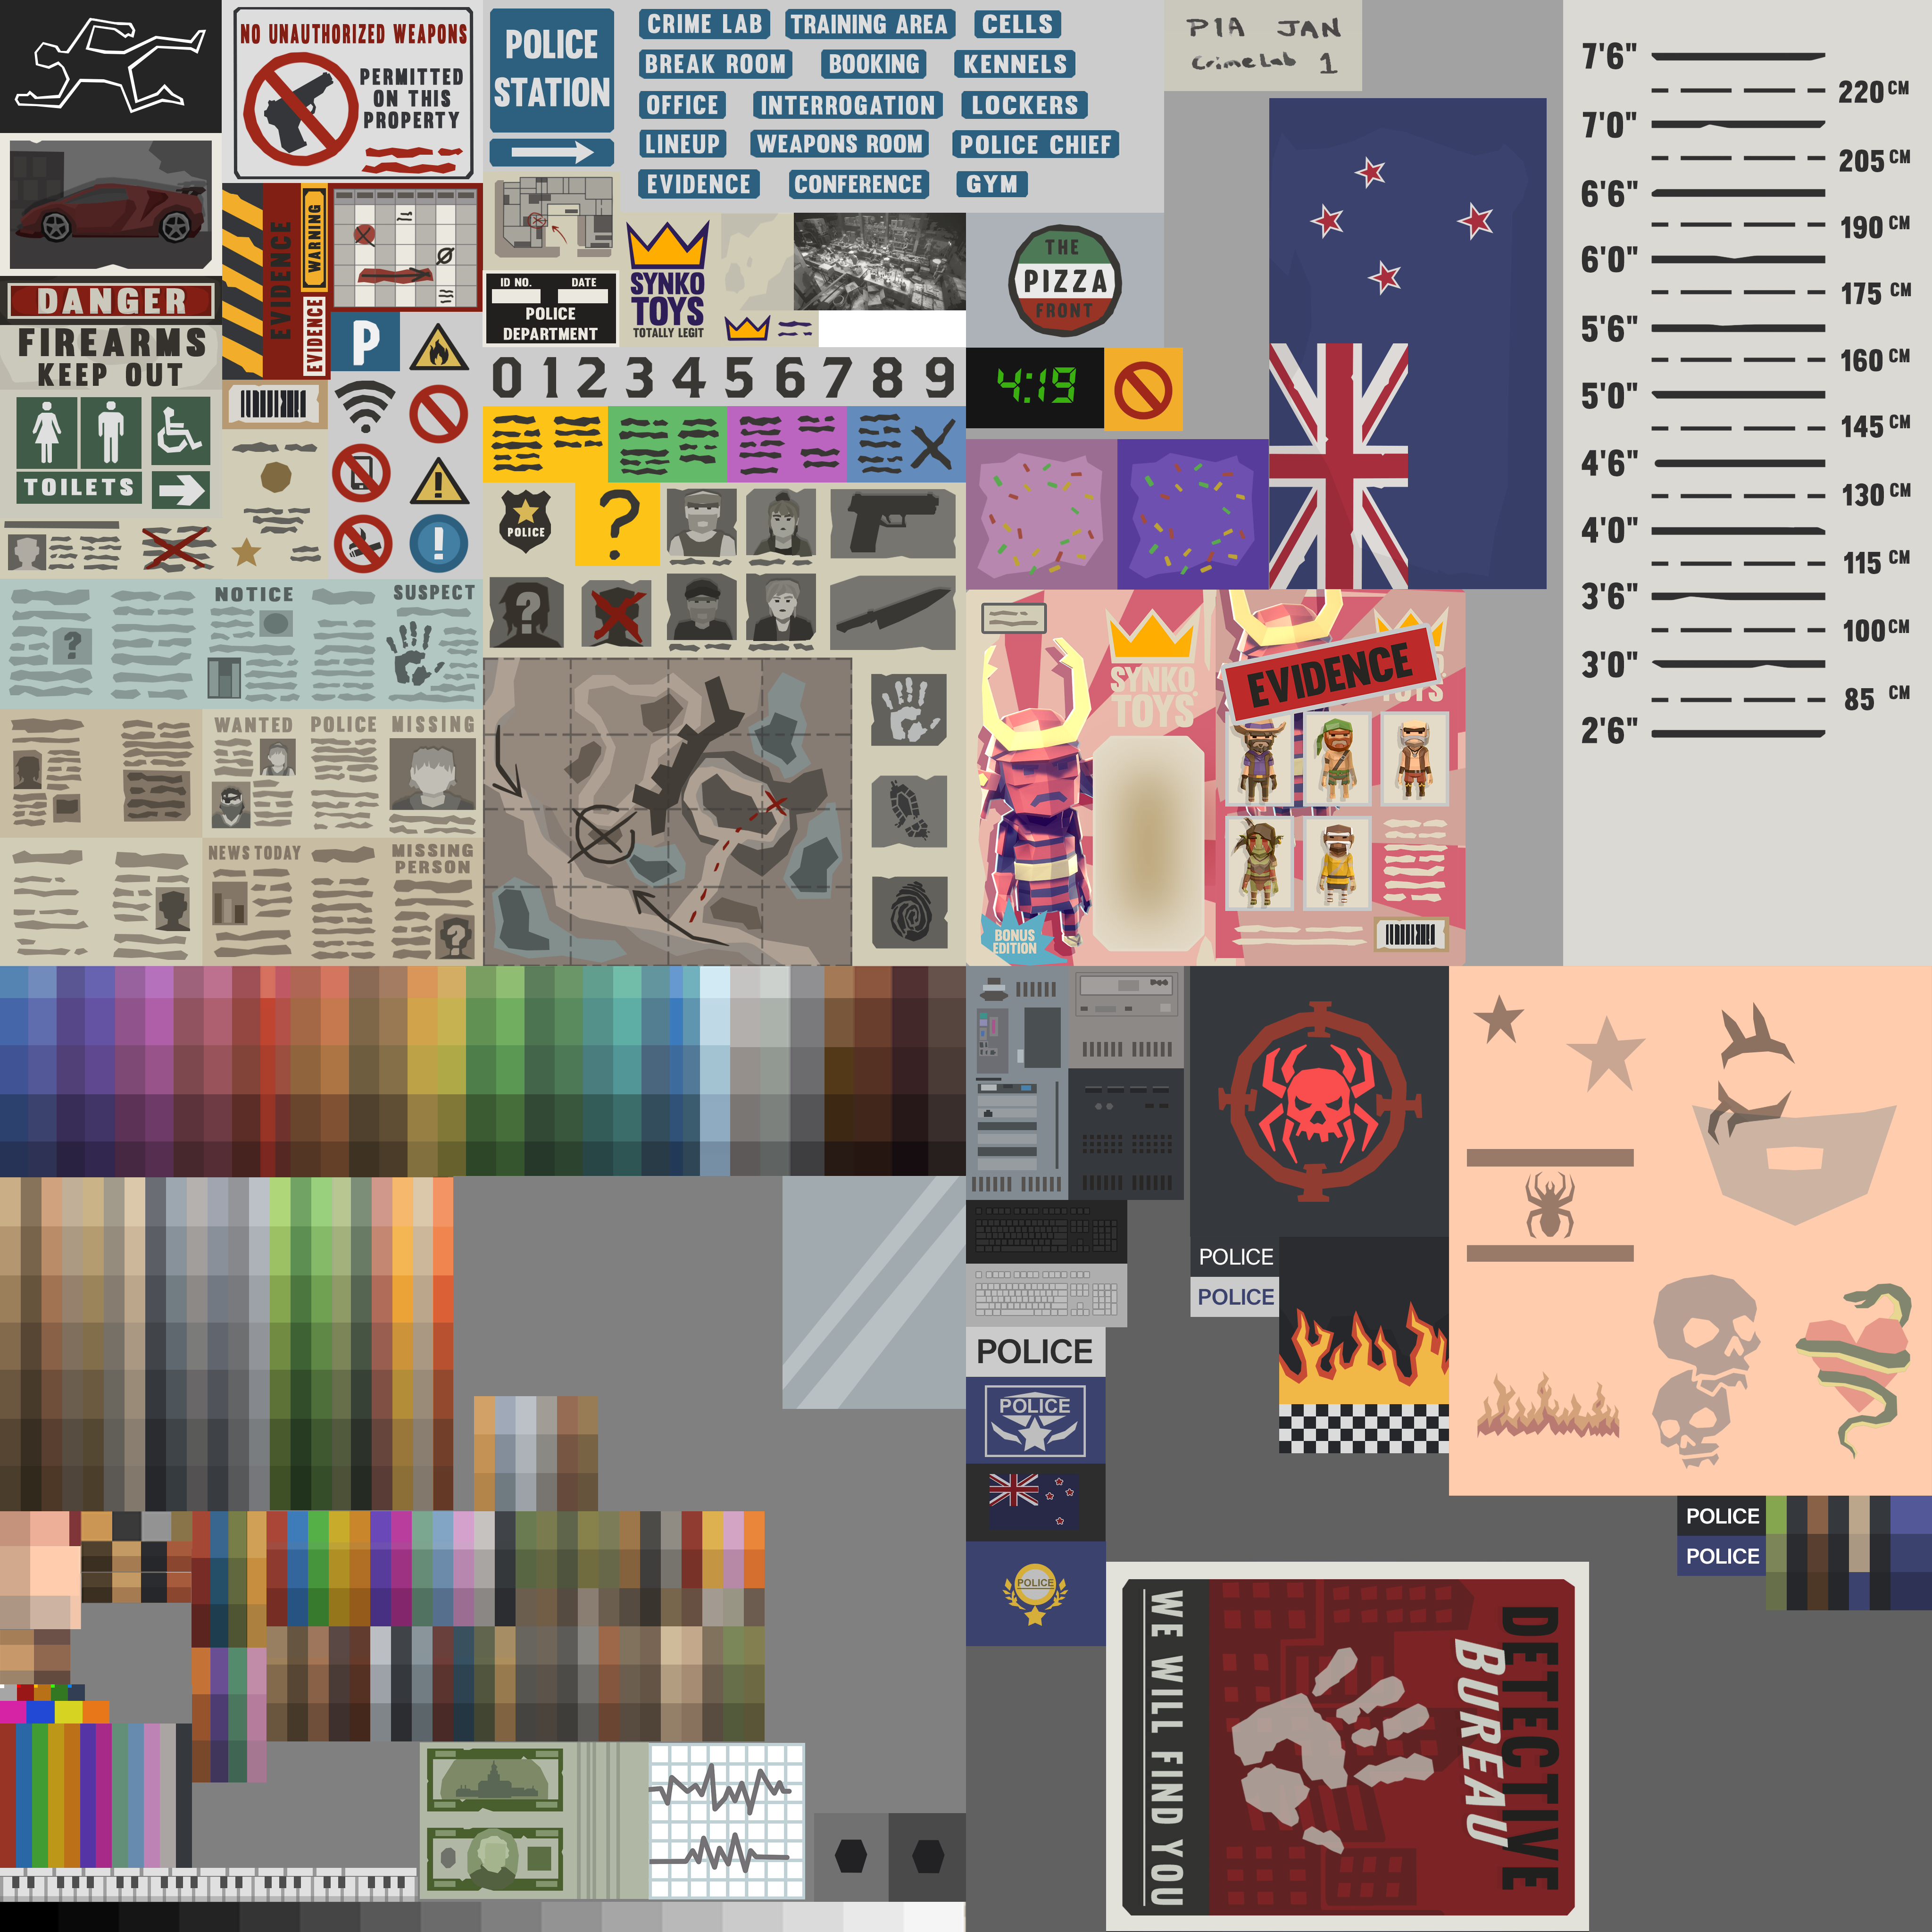 NO UNAUTHORIZED WEAPONS
PERMITTED
ON THIS
PROPERTY
POLICE
STATION
CRIME LAB
TRAINING AREA
CELLS
BREAK ROOM
BOOKING
KENNELS
OFFICE
INTERROGATION
LOCKERS
LINEUP
WEAPONS ROOM
POLICE CHIEF
EVIDENCE
CONFERENCE
GYM
PIA JAN
CrimeLab 1
7'6"
220 CM
7'0"
205 CM
6'6"
190 CM
6'0"
175 CM
5'6"
160 CM
5'0"
145 CM
4'6"
130 CM
4'0"
115 CM
3'6"
100 CM
3'0"
85 CM
2'6"
DANGER
FIREARMS
KEEP OUT
EVIDENCE
WARNING
EVIDENCE
P
ID NO. DATE
POLICE
DEPARTMENT
SYNKO
TOYS
TOTALLY LEGIT
THE
PIZZA
FRONT
0 1 2 3 4 5 6 7 8 9
4:19
TOILETS
POLICE
?
?
!
!
NOTICE
SUSPECT
?
WANTED
POLICE
MISSING
NEWS TODAY
MISSING
PERSON
?
SYNKO
TOYS
BONUS
EDITION
EVIDENCE
TOYS
POLICE
POLICE
POLICE
POLICE
POLICE
POLICE
POLICE
DETECTIVE
BUREAU
WE WILL FIND YOU